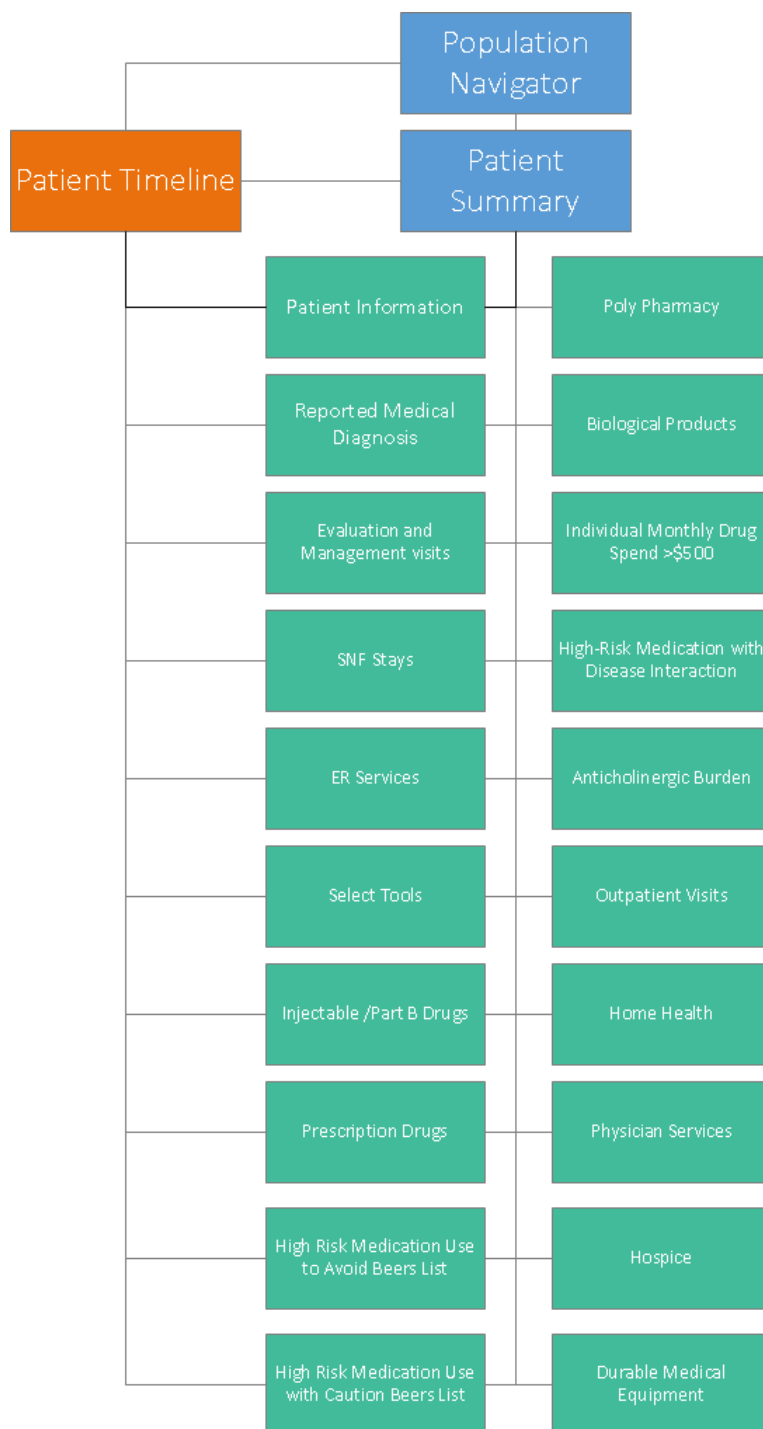 Population
Navigator
Patient Timeline
Patient
Summary
Patient Information
Poly Pharmacy
Reported Medical
Diagnosis
Biological Products
Evaluation and
Management visits
Individual Monthly Drug
Spend >$500
SNF Stays
High-Risk Medication with
Disease Interaction
ER Services
Anticholinergic Burden
Select Tools
Outpatient Visits
Injectable /Part B Drugs
Home Health
Prescription Drugs
Physician Services
High Risk Medication Use
to Avoid Beers List
Hospice
High Risk Medication Use
with Caution Beers List
Durable Medical
Equipment